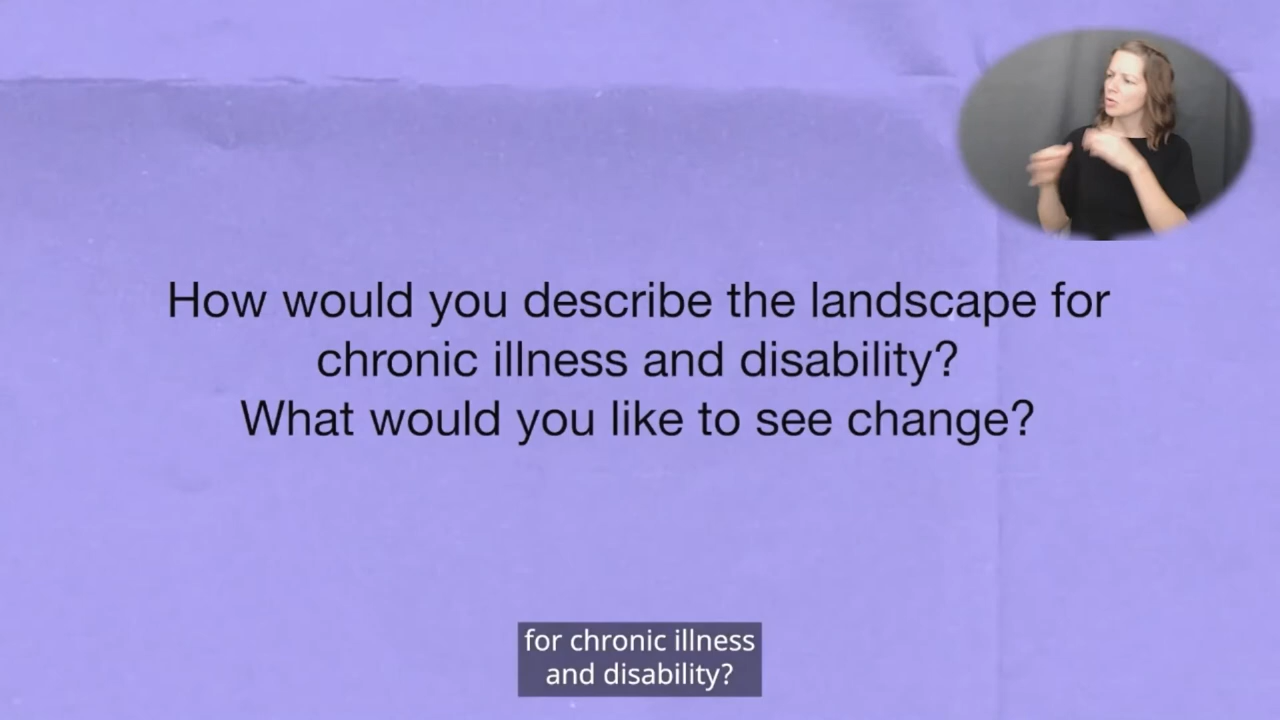 How would you describe the landscape for
chronic illness and disability?
What would you like to see change?
for chronic illness
and disability?